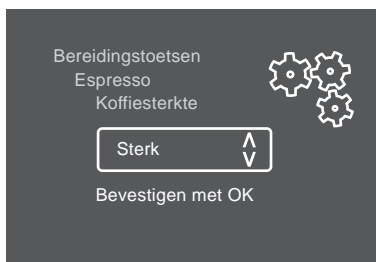 Bereidingstoetsen
Espresso
Koffiesterkte
Sterk
Bevestigen met OK